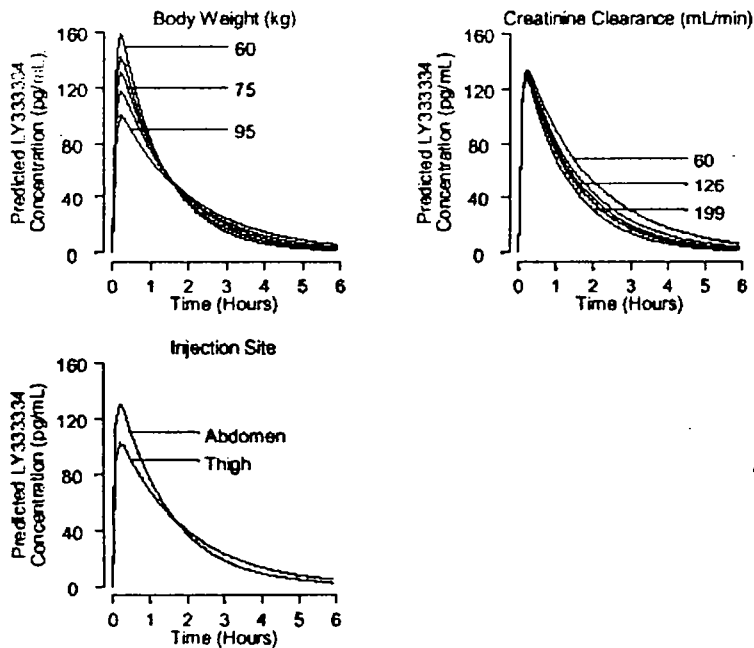 Body Weight (kg)
Predicted LY333334
Concentration (pg/mL)
160
120
80
40
0
60
75
95
0 1 2 3 4 5 6
Time (Hours)
Creatinine Clearance (mL/min)
Predicted LY333334
Concentration (pg/mL)
160
120
80
40
0
60
126
199
0 1 2 3 4 5 6
Time (Hours)
Injection Site
Predicted LY333334
Concentration (pg/mL)
160
120
80
40
0
Abdomen
Thigh
0 1 2 3 4 5 6
Time (Hours)